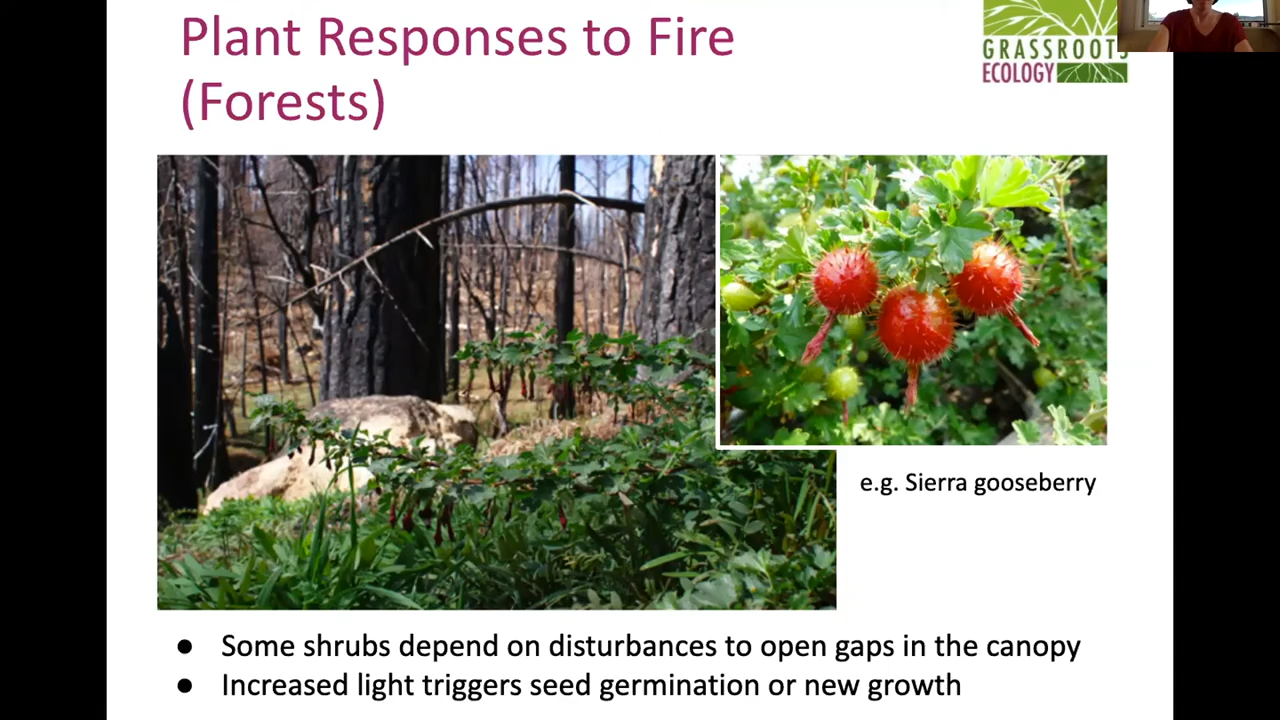 Plant Responses to Fire
(Forests)
GRASSROOTS
ECOLOGY
e.g. Sierra gooseberry
● Some shrubs depend on disturbances to open gaps in the canopy
● Increased light triggers seed germination or new growth